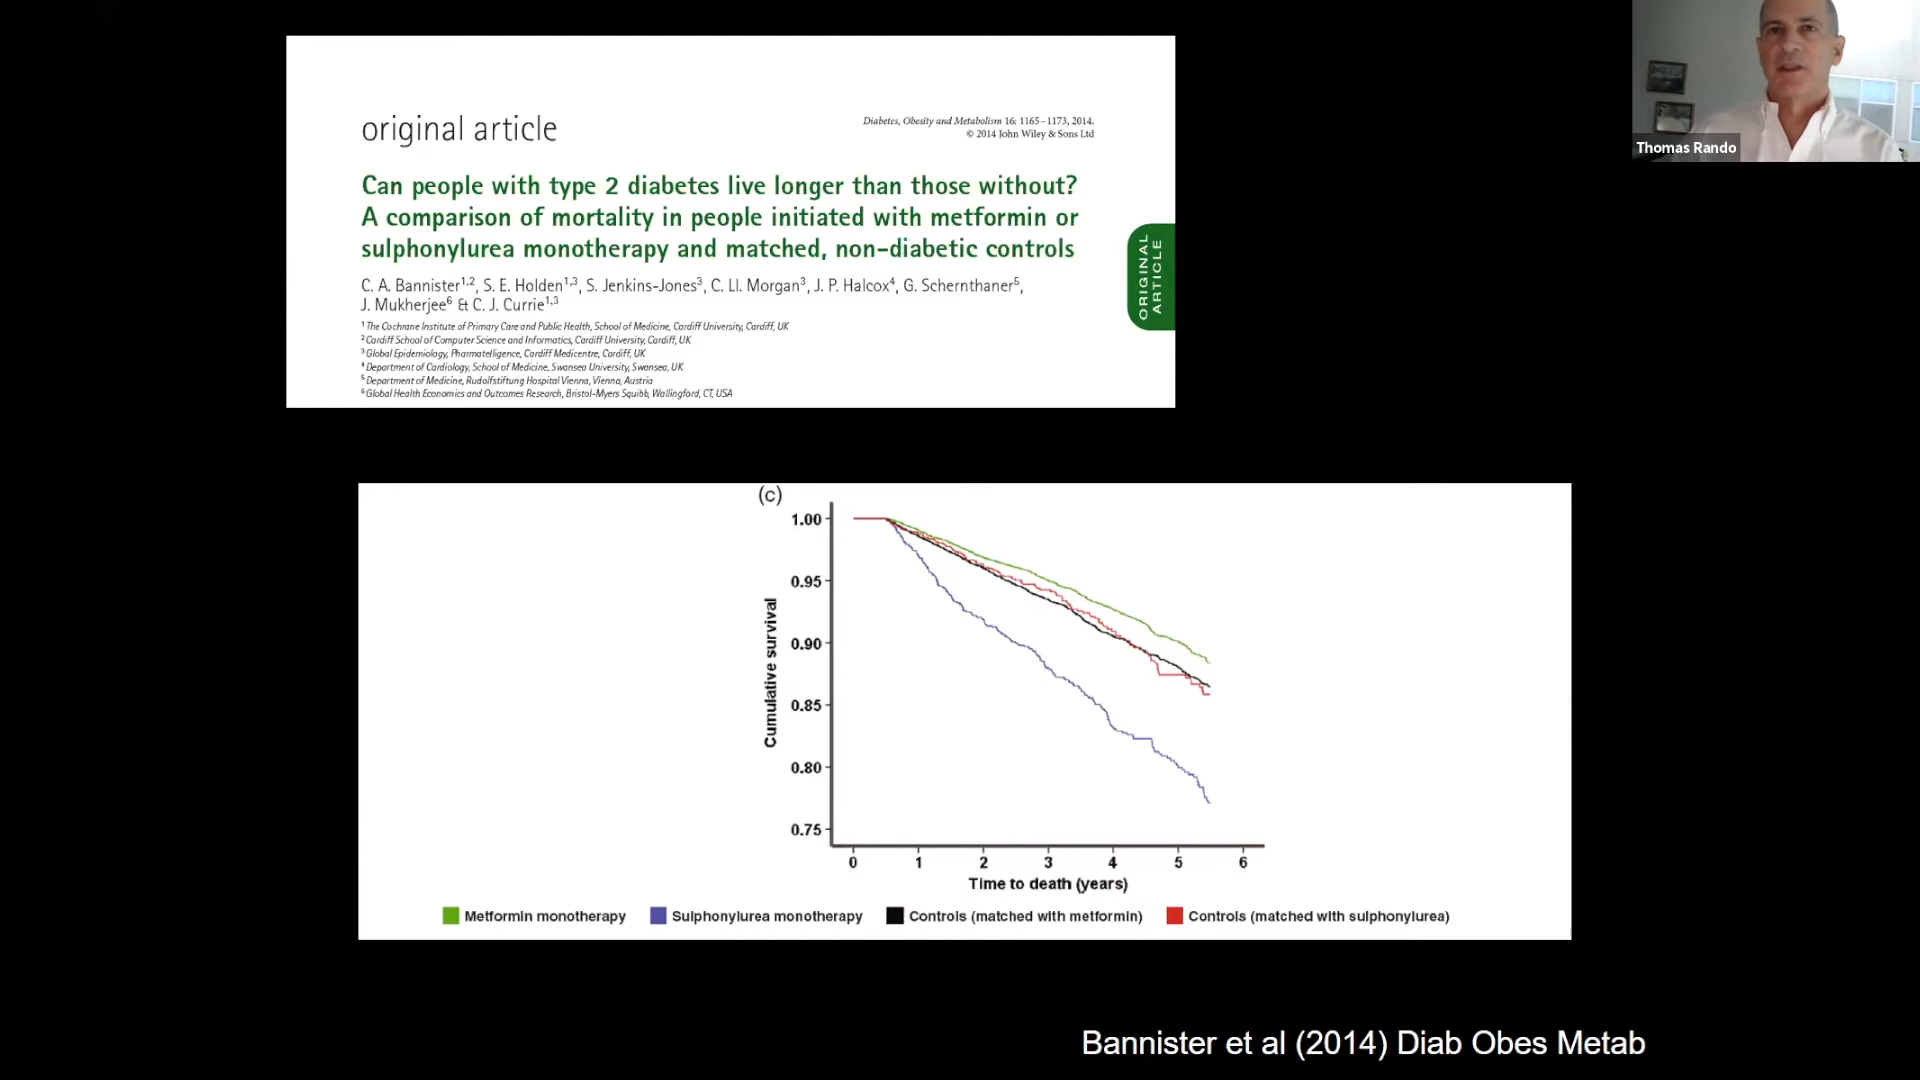 original article
Diabetes, Obesity and Metabolism 16: 1165–1173, 2014.
© 2014 John Wiley & Sons Ltd
Can people with type 2 diabetes live longer than those without?
A comparison of mortality in people initiated with metformin or
sulphonylurea monotherapy and matched, non-diabetic controls
C. A. Bannister1,2, S. E. Holden1,3, S. Jenkins-Jones3, C. Ll. Morgan3, J. P. Halcox4, G. Schernthaner5,
J. Mukherjee6 & C. J. Currie1,3
1 The Cochrane Institute of Primary Care and Public Health, School of Medicine, Cardiff University, Cardiff, UK
2 Cardiff School of Computer Science and Informatics, Cardiff University, Cardiff, UK
3 Global Epidemiology, Pharmatelligence, Cardiff Medicentre, Cardiff, UK
4 Department of Cardiology, School of Medicine, Swansea University, Swansea, UK
5 Department of Medicine, Rudolfstiftung Hospital Vienna, Vienna, Austria
6 Global Health Economics and Outcomes Research, Bristol-Myers Squibb, Wallingford, CT, USA
ORIGINAL
ARTICLE
Thomas Rando
(c)
1.00
0.95
0.90
0.85
0.80
0.75
Cumulative survival
0 1 2 3 4 5 6
Time to death (years)
Metformin monotherapy Sulphonylurea monotherapy Controls (matched with metformin) Controls (matched with sulphonylurea)
Bannister et al (2014) Diab Obes Metab